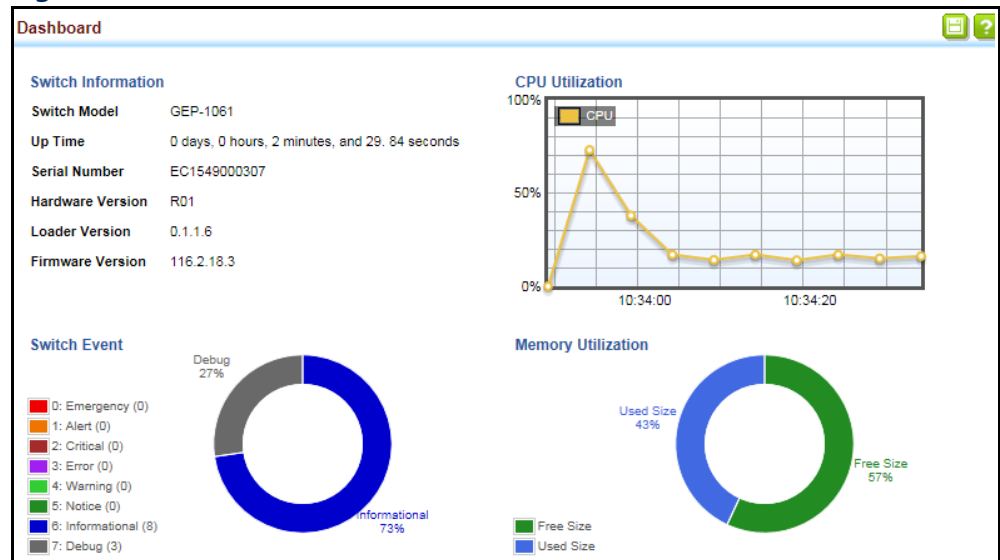 Dashboard
Switch Information
Switch Model GEP-1061
Up Time 0 days, 0 hours, 2 minutes, and 29. 84 seconds
Serial Number EC1549000307
Hardware Version R01
Loader Version 0.1.1.6
Firmware Version 116.2.18.3
CPU Utilization
100%
CPU
50%
0%
10:34:00 10:34:20
Switch Event
Debug
27%
0: Emergency (0)
1: Alert (0)
2: Critical (0)
3: Error (0)
4: Warning (0)
5: Notice (0)
6: Informational (8)
7: Debug (3)
Informational
73%
Memory Utilization
Used Size
43%
Free Size
57%
Free Size
Used Size